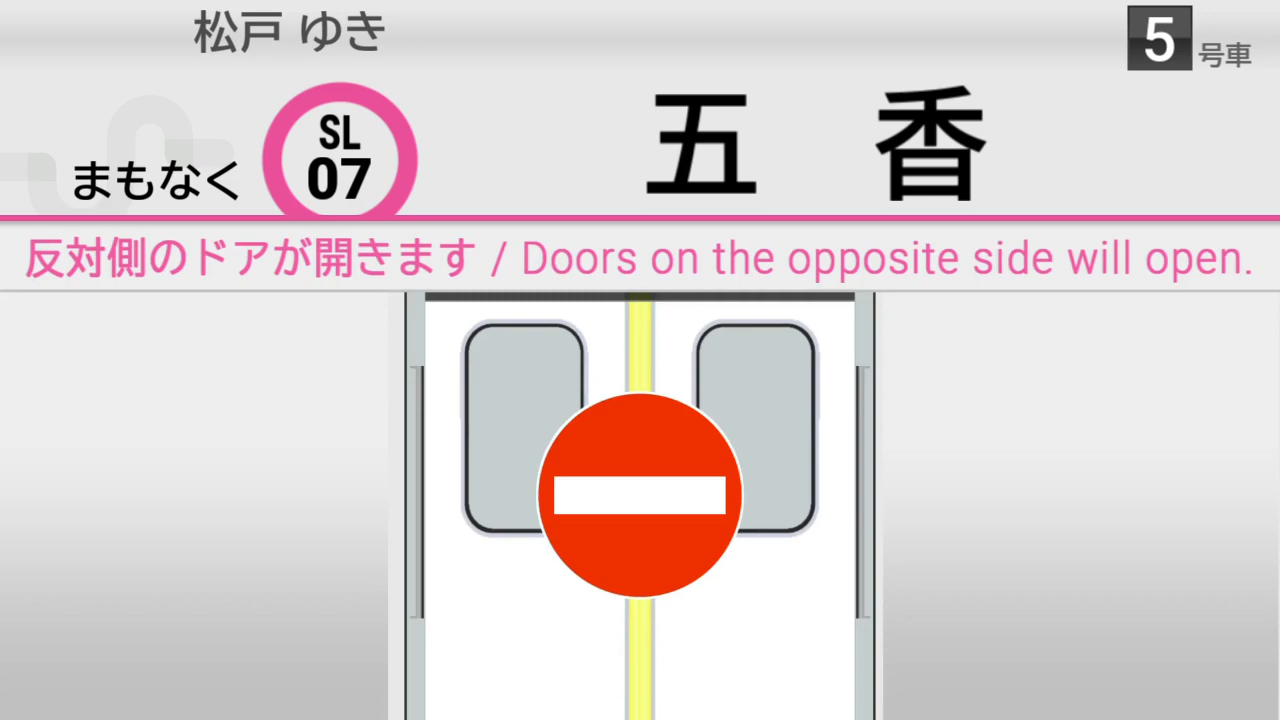 松戸 ゆき
5 号車
まもなく
SL
07
五香
反対側のドアが開きます / Doors on the opposite side will open.